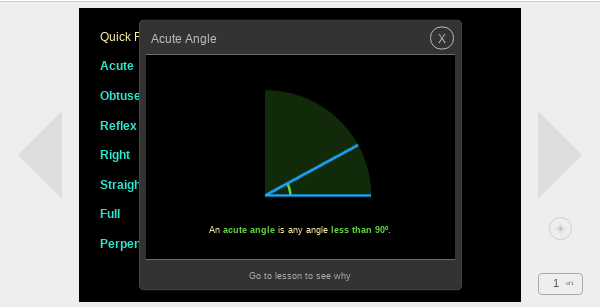 Quick
Acute Angle
X
Acute
Obtuse
Reflex
Right
Straigh
Full
Perper
An acute angle is any angle less than 90º.
Go to lesson to see why
1 of 1